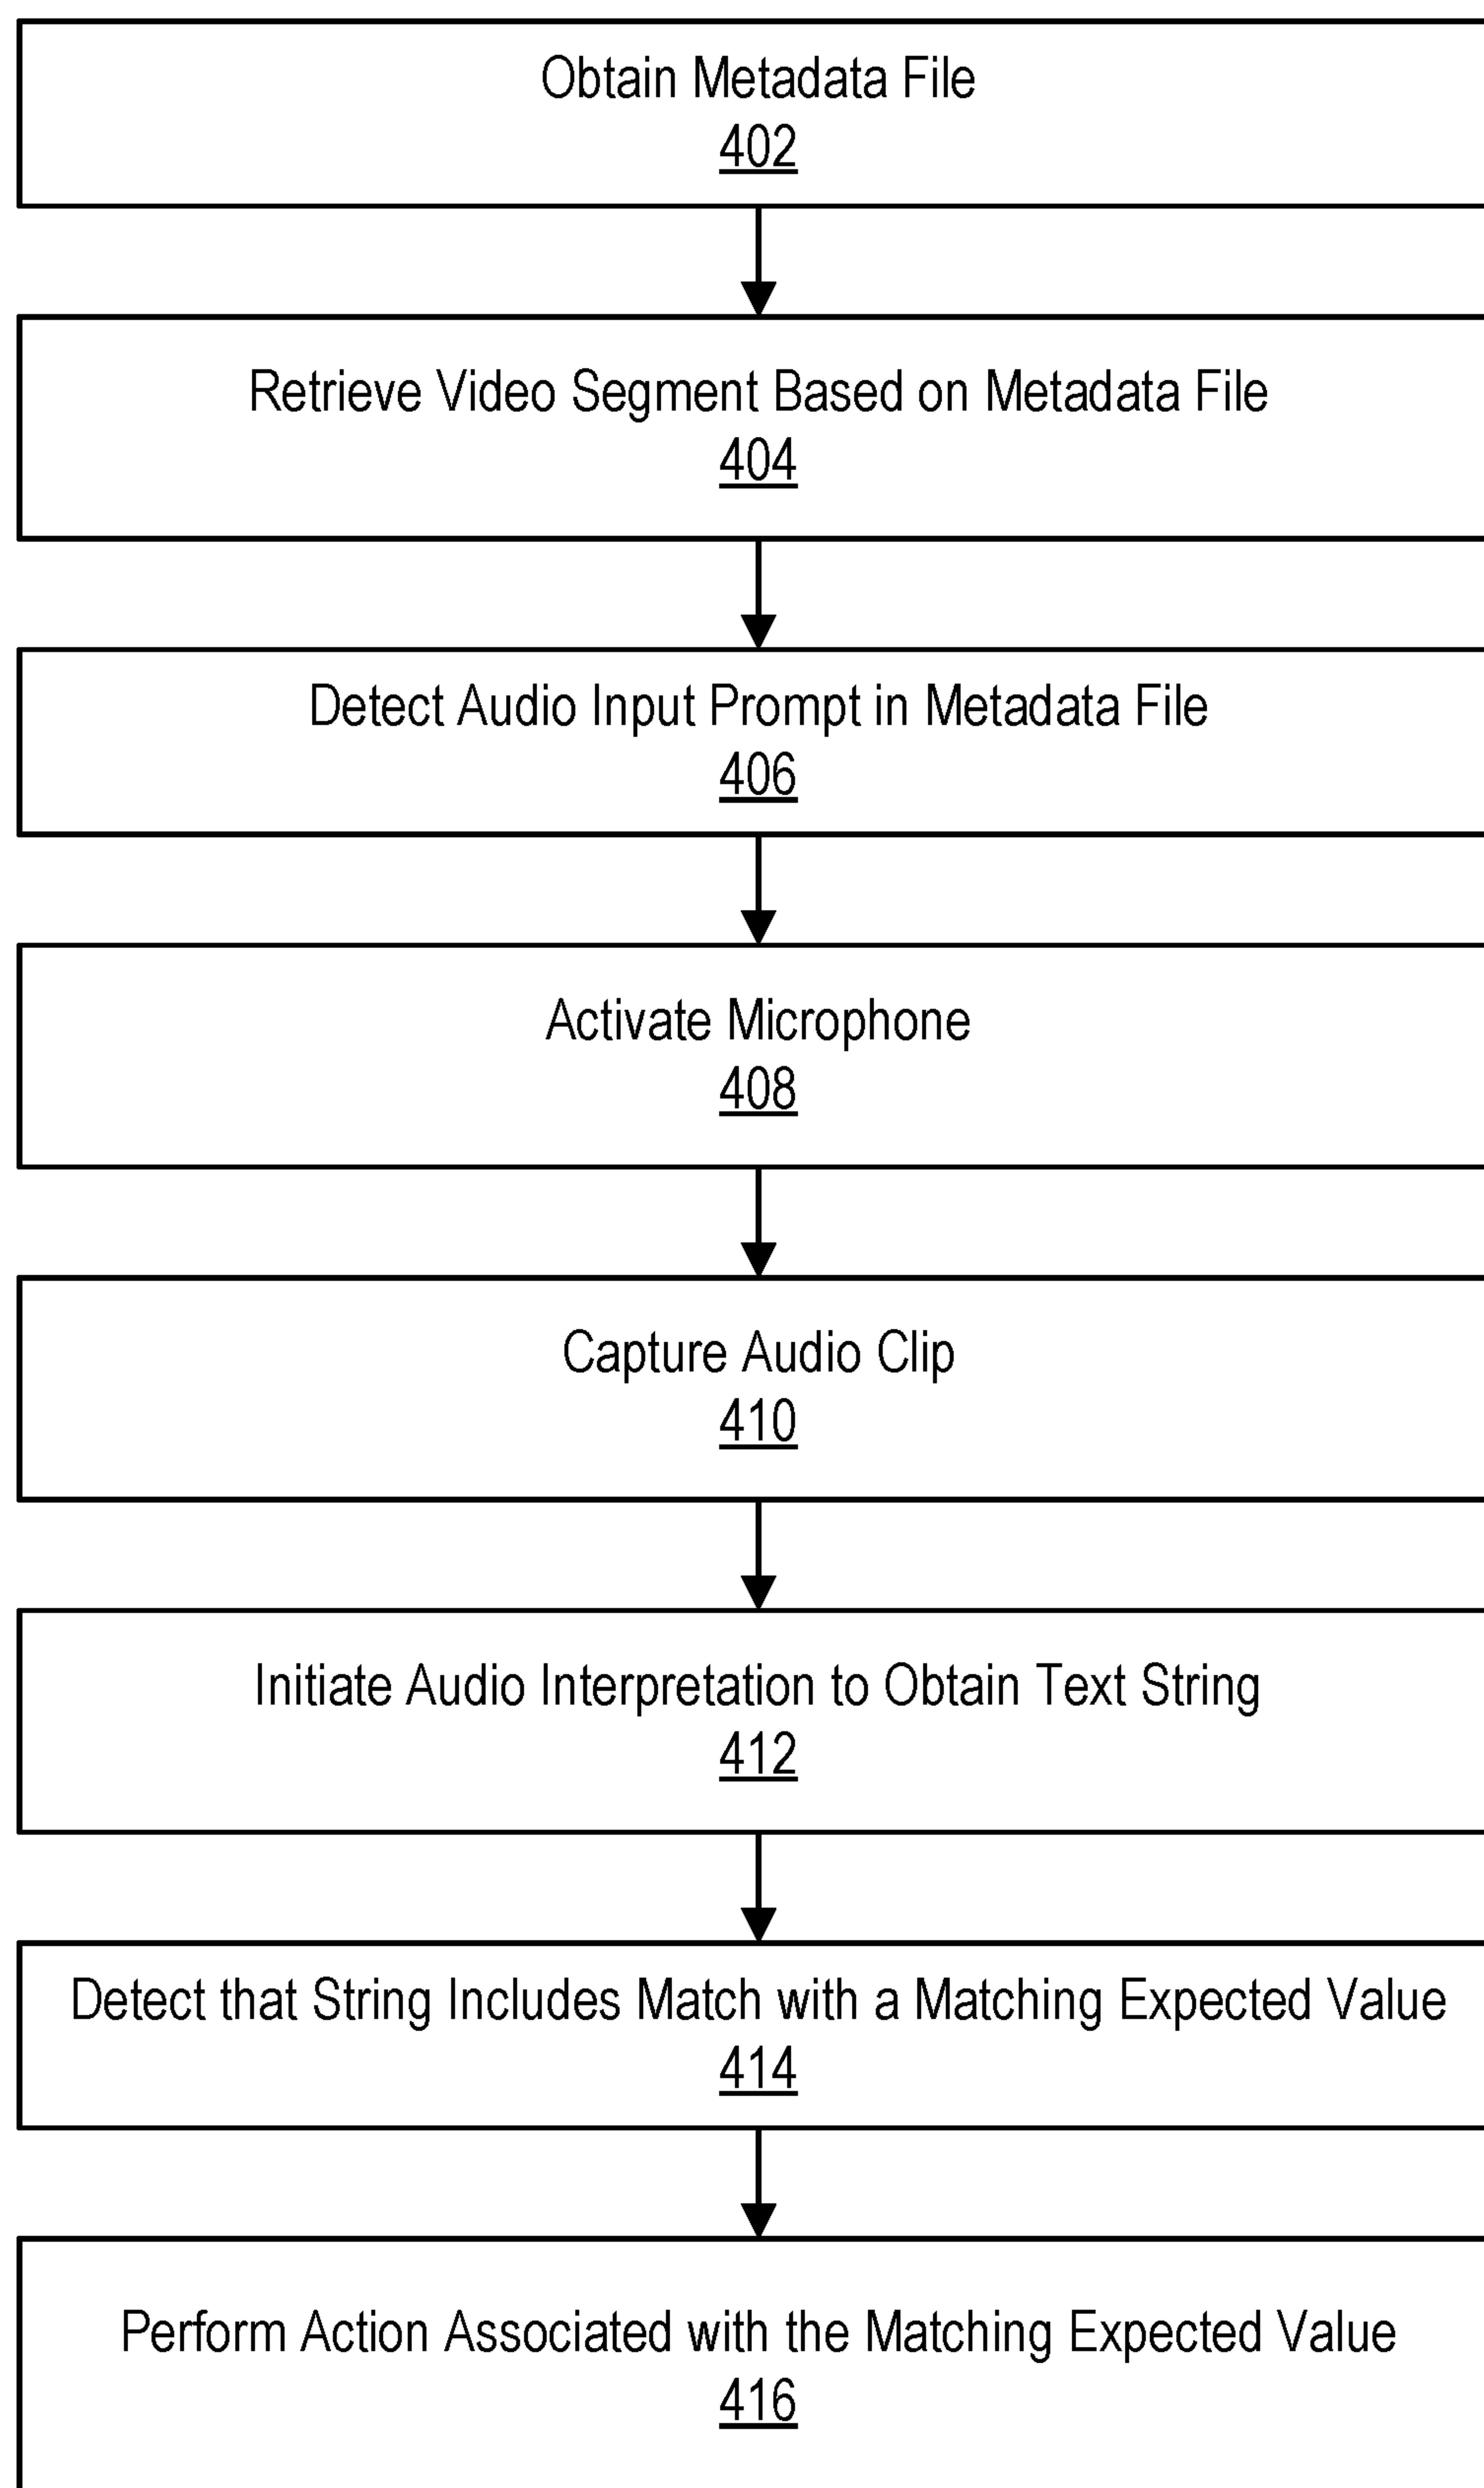 Obtain Metadata File
402
Retrieve Video Segment Based on Metadata File
404
Detect Audio Input Prompt in Metadata File
406
Activate Microphone
408
Capture Audio Clip
410
Initiate Audio Interpretation to Obtain Text String
412
Detect that String Includes Match with a Matching Expected Value
414
Perform Action Associated with the Matching Expected Value
416